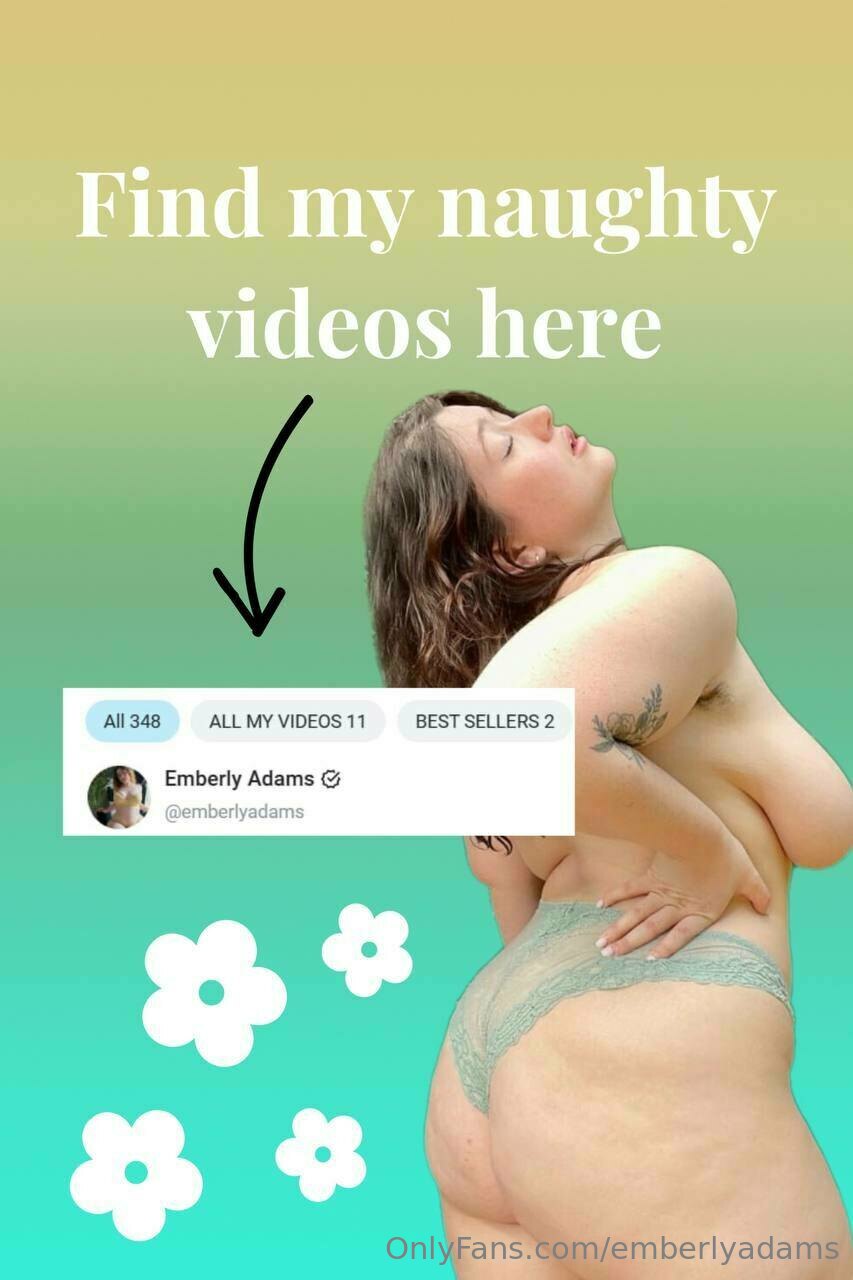 Find my naughty
videos here
All 348 ALL MY VIDEOS 11 BEST SELLERS 2
Emberly Adams
@emberlyadams
OnlyFans.com/emberlyadams